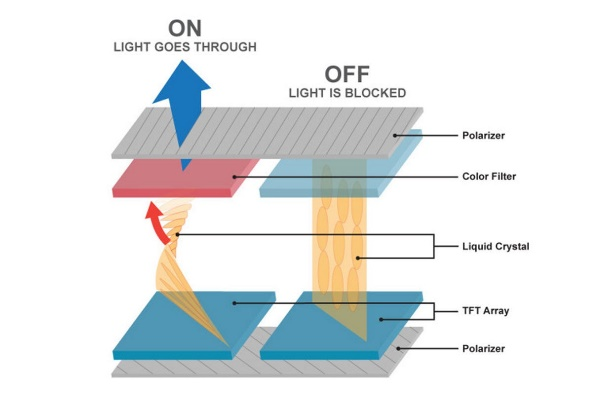 ON
LIGHT GOES THROUGH
OFF
LIGHT IS BLOCKED
Polarizer
Color Filter
Liquid Crystal
TFT Array
Polarizer